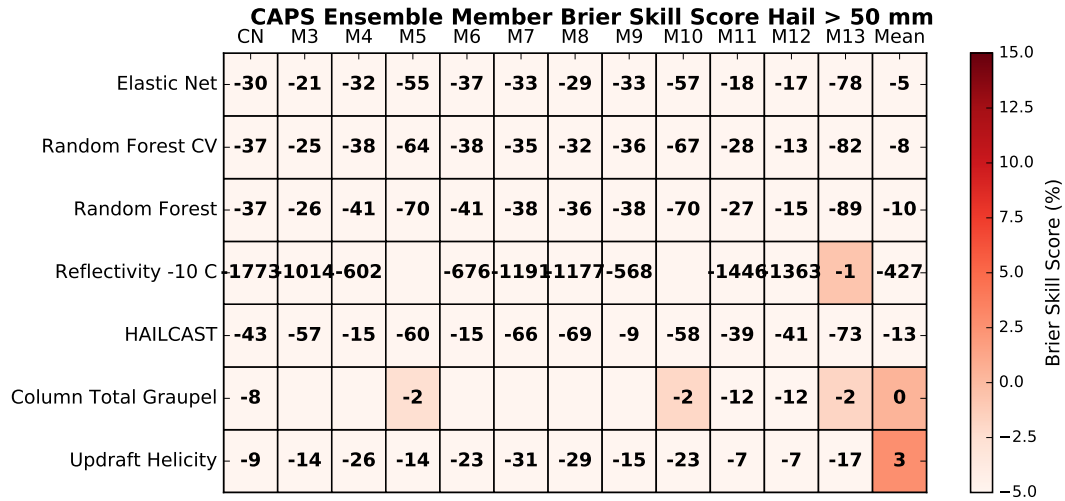 CAPS Ensemble Member Brier Skill Score Hail > 50 mm
CN M3 M4 M5 M6 M7 M8 M9 M10 M11 M12 M13 Mean
Elastic Net -30 -21 -32 -55 -37 -33 -29 -33 -57 -18 -17 -78 -5
Random Forest CV -37 -25 -38 -64 -38 -35 -32 -36 -67 -28 -13 -82 -8
Random Forest -37 -26 -41 -70 -41 -38 -36 -38 -70 -27 -15 -89 -10
Reflectivity -10 C -1773 -1014 -602 -676 -1191 -1177 -568 -1446 -1363 -1 -427
HAILCAST -43 -57 -15 -60 -15 -66 -69 -9 -58 -39 -41 -73 -13
Column Total Graupel -8 -2 -2 -12 -12 -2 0
Updraft Helicity -9 -14 -26 -14 -23 -31 -29 -15 -23 -7 -7 -17 3
15.0
12.5
10.0
7.5
5.0
2.5
0.0
−2.5
−5.0
Brier Skill Score (%)